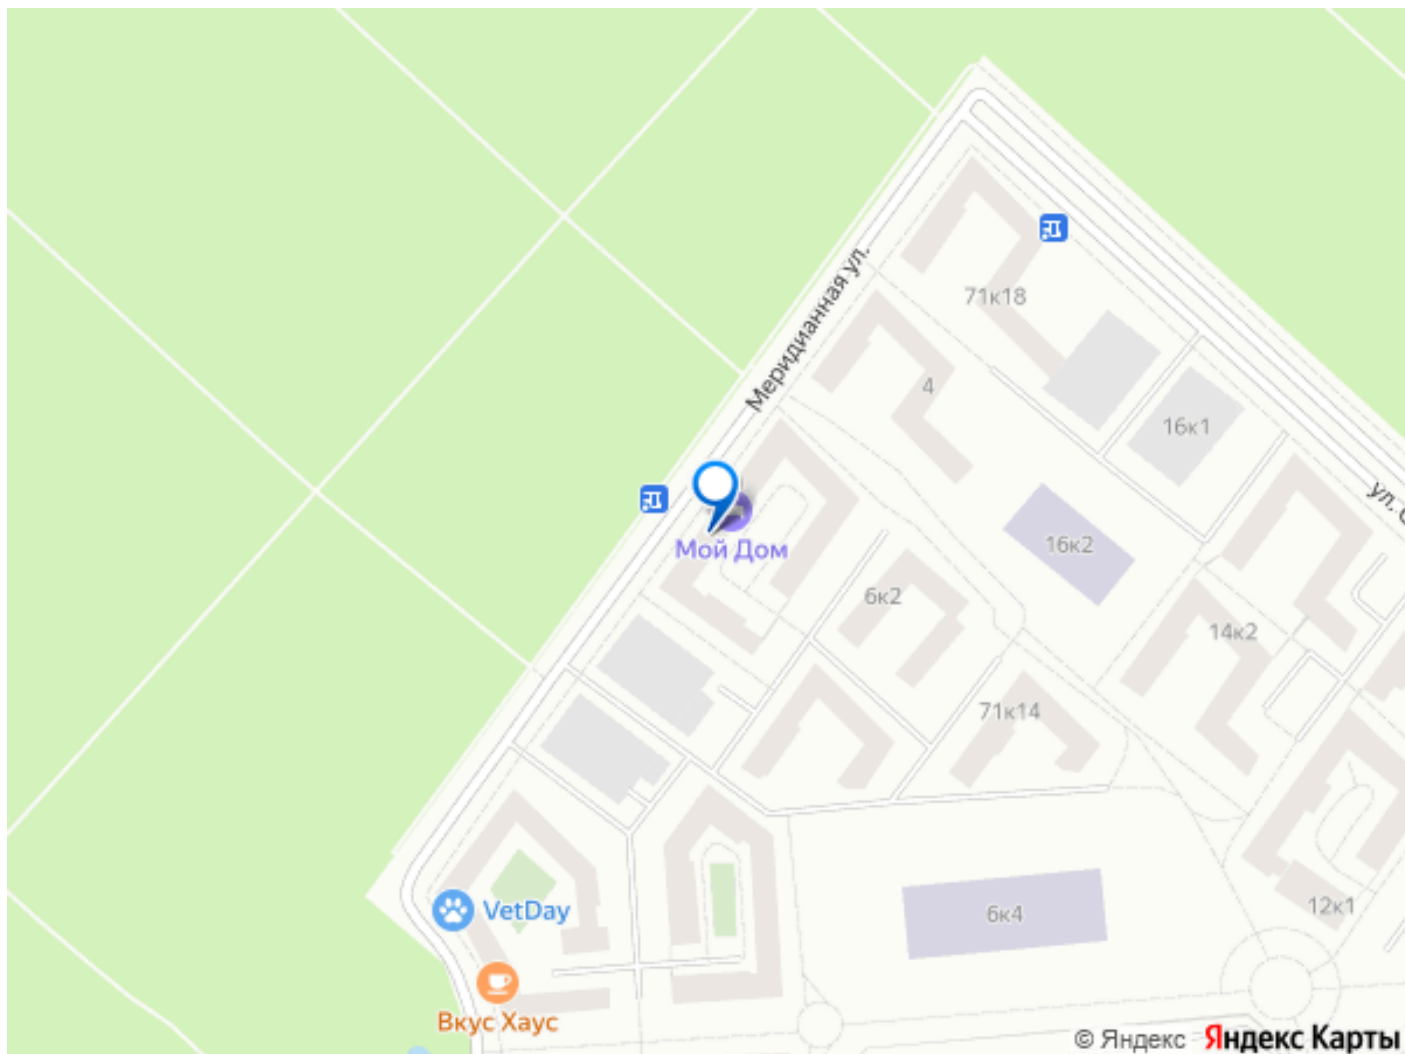 Меридианная ул.
71к18
4
16к1
ул. С
Мой Дом
16к2
6к2
14к2
71к14
VetDay
6к4
12к1
Вкус Хаус
© Яндекс Яндекс Карты